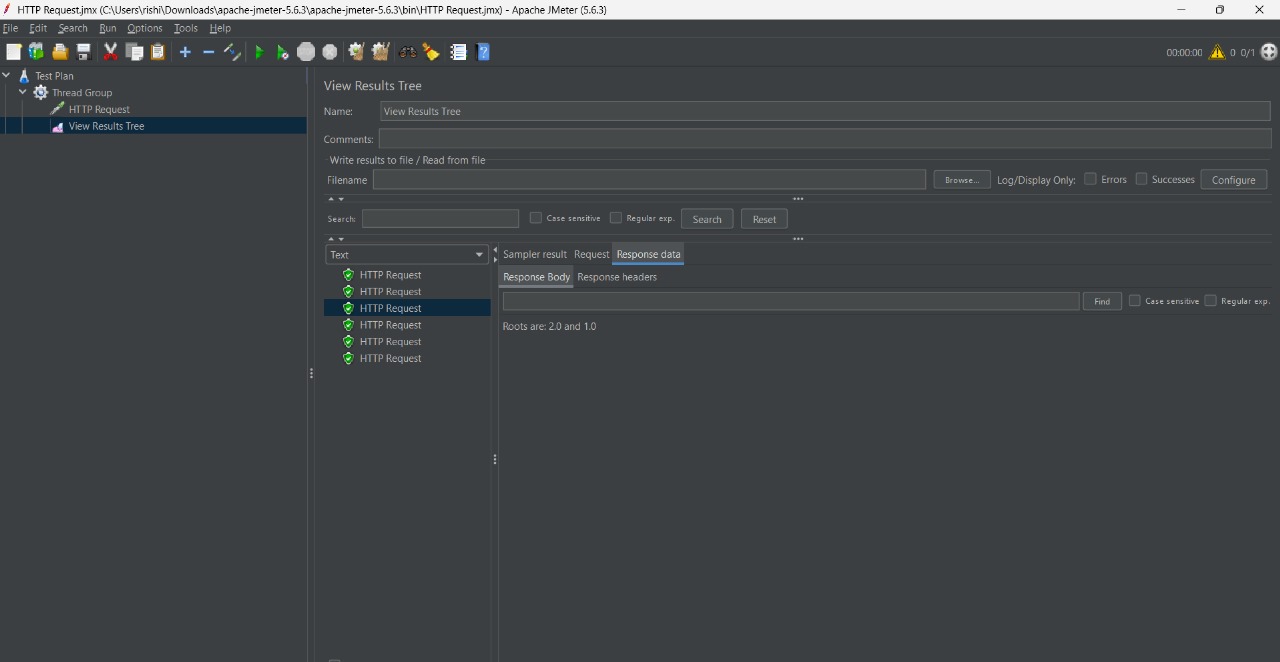 HTTP Request.jmx (C:\Users\rishi\Downloads\apache-jmeter-5.6.3\apache-jmeter-5.6.3\bin\HTTP Request.jmx) - Apache JMeter (5.6.3)
File Edit Search Run Options Tools Help
00:00:00 0 0/1
Test Plan
Thread Group
HTTP Request
View Results Tree
View Results Tree
Name: View Results Tree
Comments:
Write results to file / Read from file
Filename Browse... Log/Display Only: Errors Successes Configure
Search: Case sensitive Regular exp. Search Reset
Text
HTTP Request
HTTP Request
HTTP Request
HTTP Request
HTTP Request
HTTP Request
Sampler result Request Response data
Response Body Response headers
Find Case sensitive Regular exp.
Roots are: 2.0 and 1.0